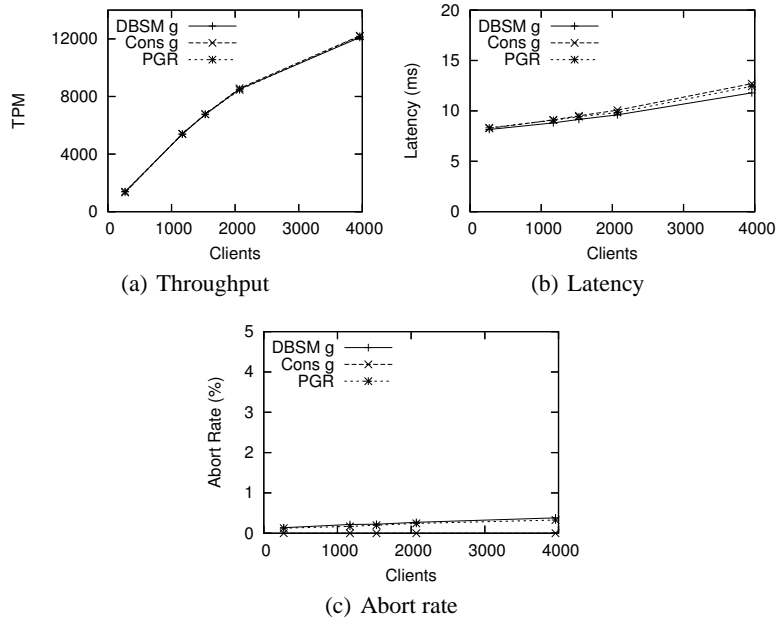 DBSM g
Cons g
PGR
12000
8000
4000
0
TPM
0 1000 2000 3000 4000
Clients
(a) Throughput
DBSM g
Cons g
PGR
20
15
10
5
0
Latency (ms)
0 1000 2000 3000 4000
Clients
(b) Latency
DBSM g
Cons g
PGR
5
4
3
2
1
0
Abort Rate (%)
0 1000 2000 3000 4000
Clients
(c) Abort rate